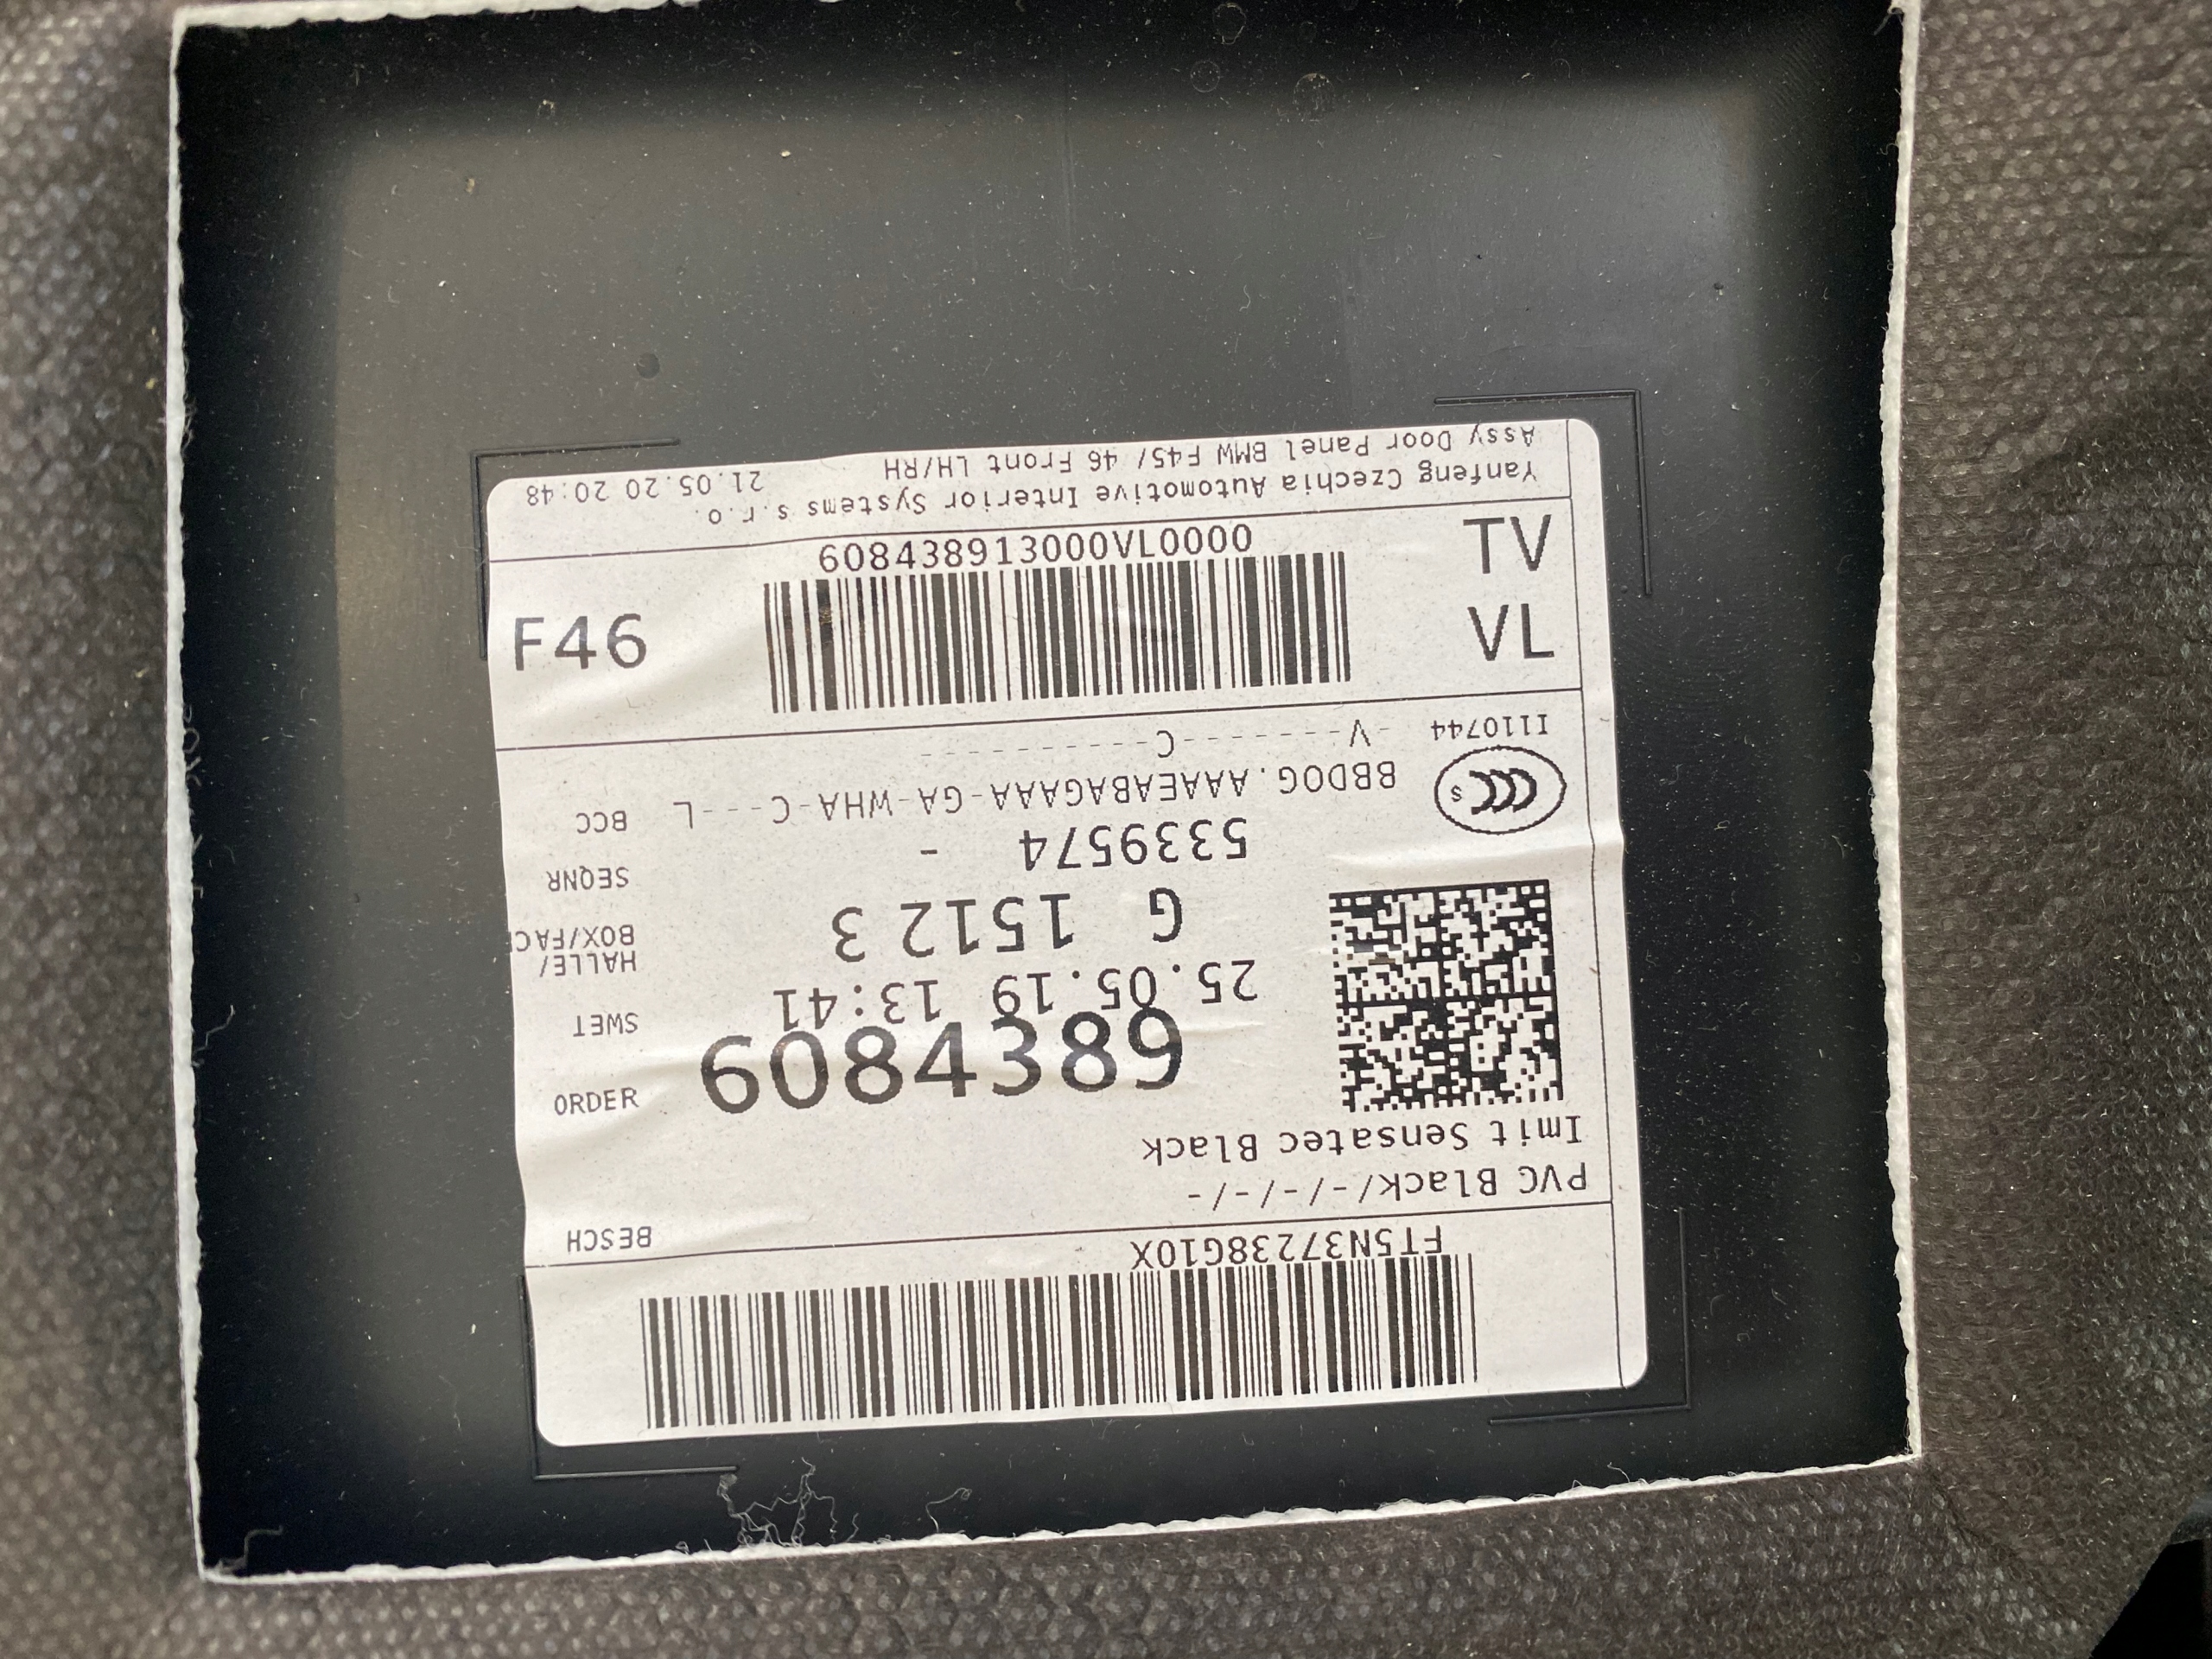 Assy Door Panel BMW F45/ 46 Front LH/RH
Yanfeng Czechia Automotive Interior Systems s.r.o.
21.05.20 20:48
608438913000VL0000
TV
F46
VL
I110744
-V--------C-----------
CCC S
BBDOG.AAAEABAGAAA-GA-WHA-C---L
BCC
5339574 -
SEQNR
G 1512 3
HALLE/
BOX/FAC
25.05.19 13:41
SWET
ORDER 6084389
Imit Sensatec Black
PVC Black/-/-/-/-
BESCH
FT5N37238G10X